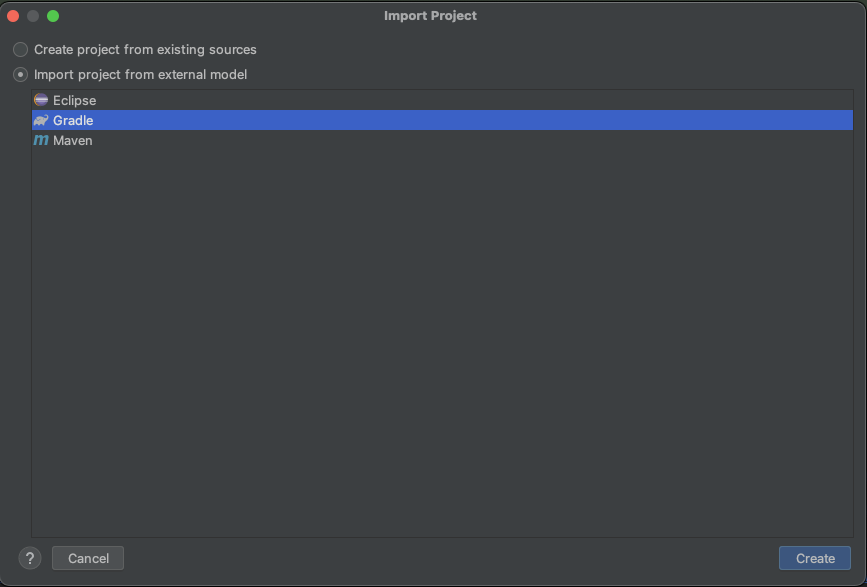 Import Project
Create project from existing sources
Import project from external model
Eclipse
Gradle
m Maven
? Cancel Create